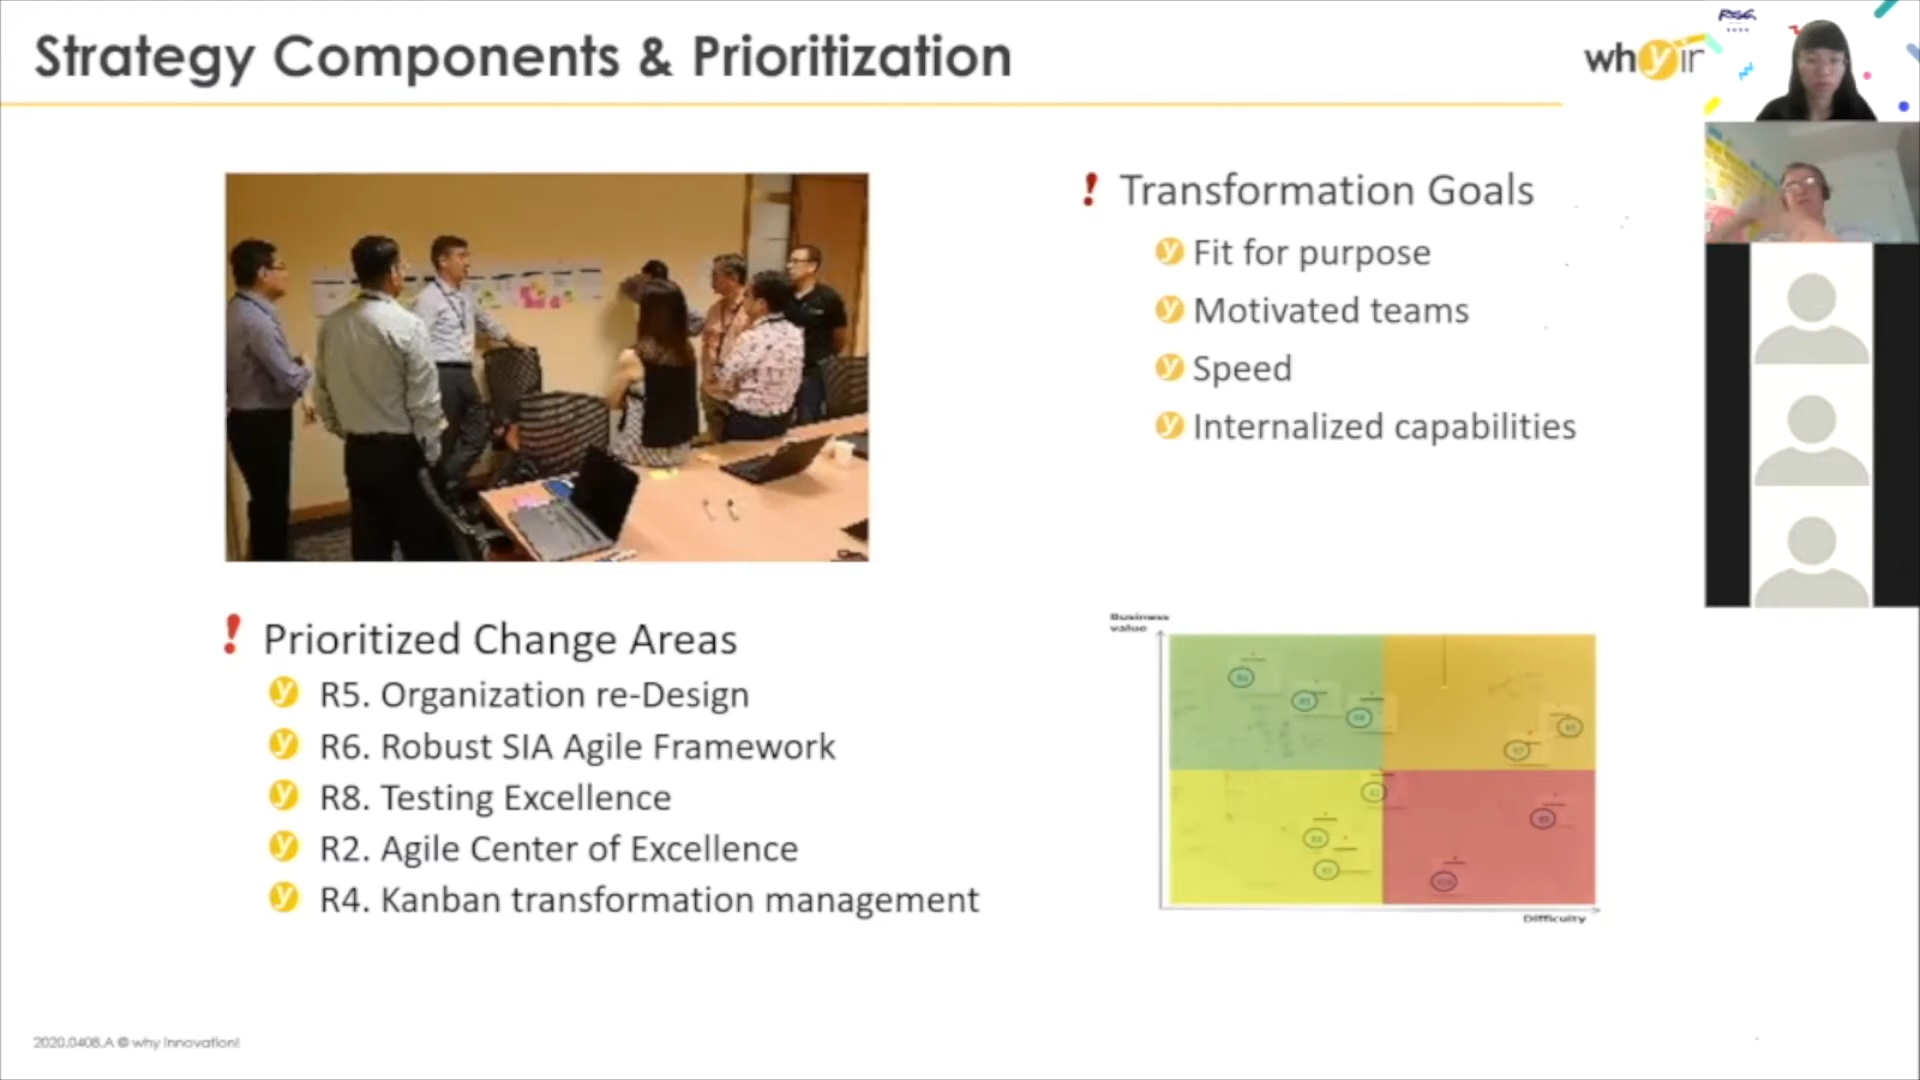 Strategy Components & Prioritization
whyin
Transformation Goals
Fit for purpose
Motivated teams
Speed
Internalized capabilities
Prioritized Change Areas
R5. Organization re-Design
R6. Robust SIA Agile Framework
R8. Testing Excellence
R2. Agile Center of Excellence
R4. Kanban transformation management
Business
value
Difficulty
2020.0408.A @ why innovation!